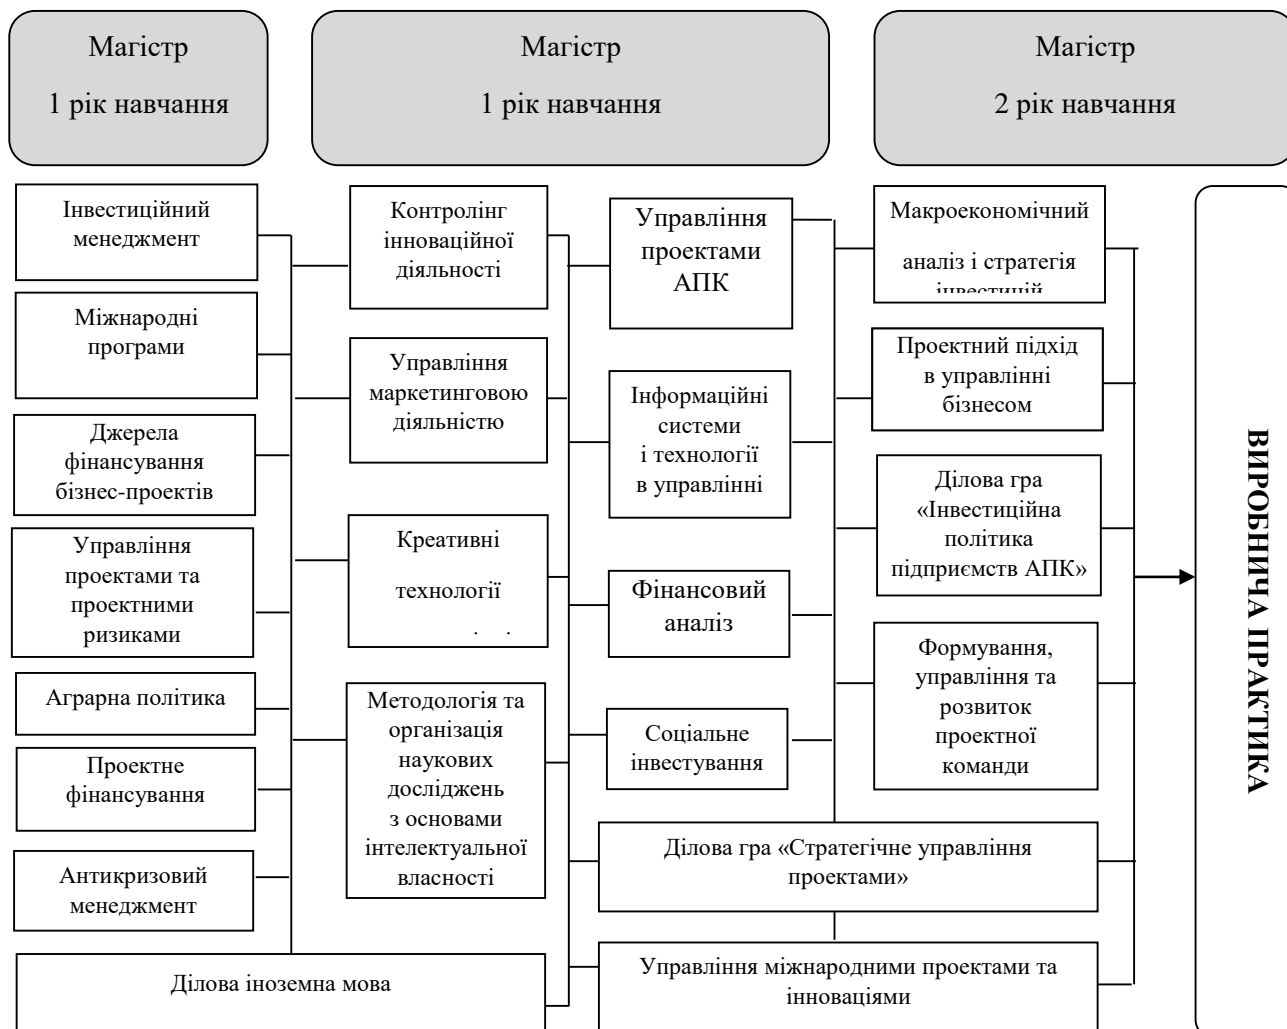 Магістр
1 рік навчання
Магістр
1 рік навчання
Магістр
2 рік навчання
Інвестиційний
менеджмент
Міжнародні
програми
Джерела
фінансування
бізнес-проектів
Управління
проектами та
проектними
ризиками
Аграрна політика
Проектне
фінансування
Антикризовий
менеджмент
Ділова іноземна мова
Контролінг
інноваційної
діяльності
Управління
маркетинговою
діяльністю
Креативні
технології
Методологія та
організація
наукових
досліджень
з основами
інтелектуальної
власності
Управління
проектами
АПК
Інформаційні
системи
і технології
в управлінні
Фінансовий
аналіз
Соціальне
інвестування
Ділова гра «Стратегічне управління
проектами»
Управління міжнародними проектами та
інноваціями
Макроекономічний
аналіз і стратегія
інвестицій
Проектний підхід
в управлінні
бізнесом
Ділова гра
«Інвестиційна
політика
підприємств АПК»
Формування,
управління та
розвиток
проектної
команди
ВИРОБНИЧА ПРАКТИКА